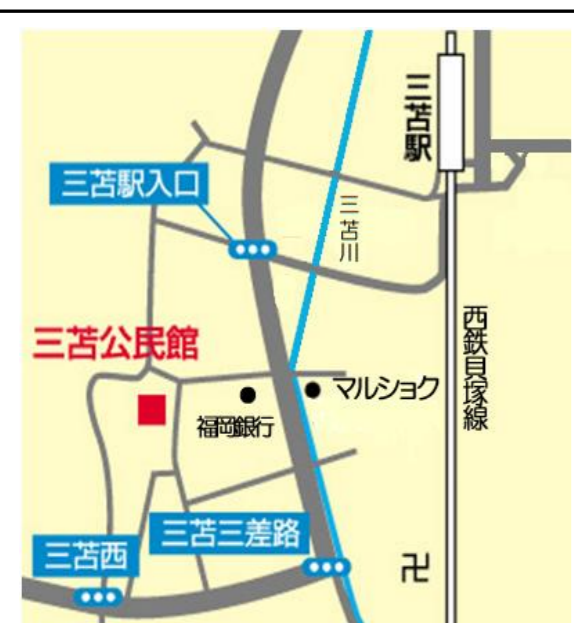 三苫駅
三苫駅入口
三苫川
三苫公民館
西鉄貝塚線
マルショク
福岡銀行
三苫三差路
三苫西
卍